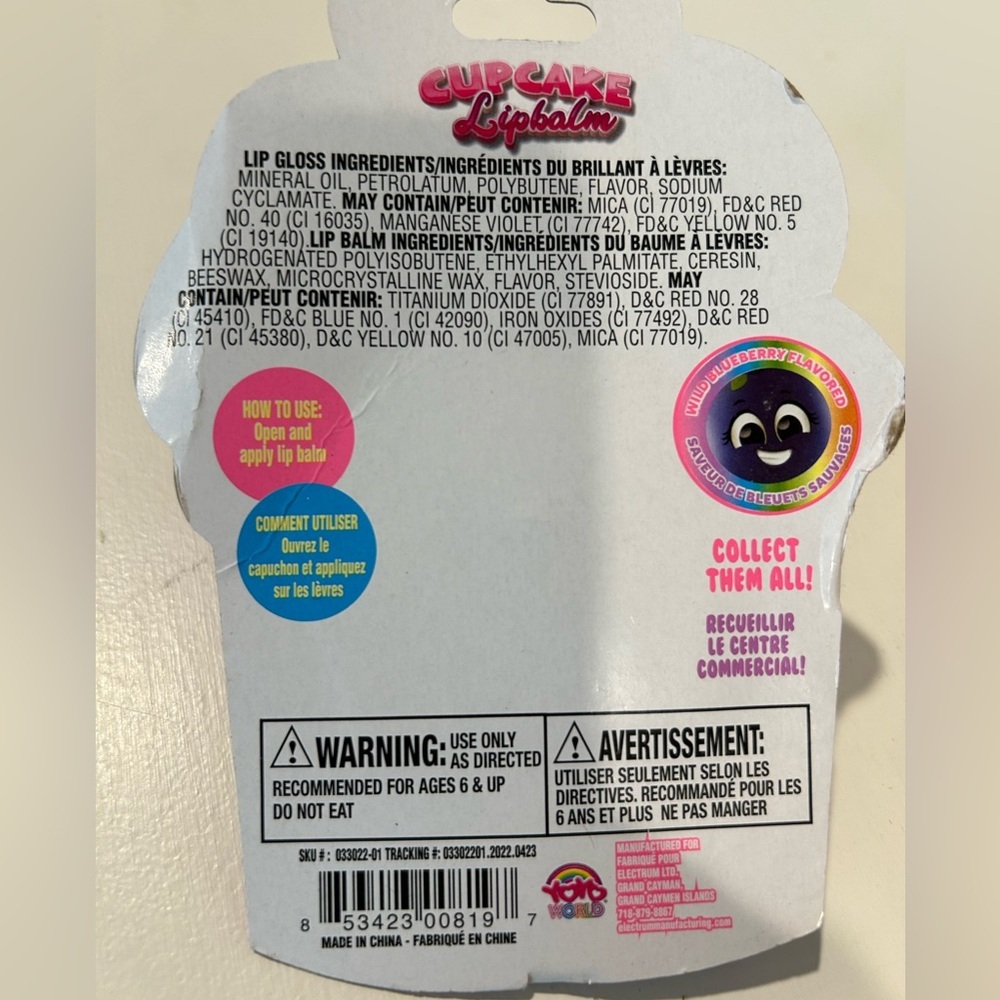 CUPCAKE
Lipbalm
LIP GLOSS INGREDIENTS/INGRÉDIENTS DU BRILLANT À LÈVRES:
MINERAL OIL, PETROLATUM, POLYBUTENE, FLAVOR, SODIUM
CYCLAMATE. MAY CONTAIN/PEUT CONTENIR: MICA (CI 77019), FD&C RED
NO. 40 (CI 16035), MANGANESE VIOLET (CI 77742), FD&C YELLOW NO. 5
(CI 19140).LIP BALM INGREDIENTS/INGRÉDIENTS DU BAUME À LÈVRES:
HYDROGENATED POLYISOBUTENE, ETHYLHEXYL PALMITATE, CERESIN,
BEESWAX, MICROCRYSTALLINE WAX, FLAVOR, STEVIOSIDE. MAY
CONTAIN/PEUT CONTENIR: TITANIUM DIOXIDE (CI 77891), D&C RED NO. 28
(CI 45410), FD&C BLUE NO. 1 (CI 42090), IRON OXIDES (CI 77492), D&C RED
NO. 21 (CI 45380), D&C YELLOW NO. 10 (CI 47005), MICA (CI 77019).
WILD BLUEBERRY FLAVORED
SAVEUR DE BLEUETS SAUVAGES
HOW TO USE:
Open and
apply lip balm
COMMENT UTILISER
Ouvrez le
capuchon et appliquez
sur les lèvres
COLLECT
THEM ALL!
RECUEILLIR
LE CENTRE
COMMERCIAL!
WARNING: USE ONLY
AS DIRECTED
RECOMMENDED FOR AGES 6 & UP
DO NOT EAT
AVERTISSEMENT:
UTILISER SEULEMENT SELON LES
DIRECTIVES. RECOMMANDÉ POUR LES
6 ANS ET PLUS NE PAS MANGER
SKU #: 033022-01 TRACKING #: 03302201.2022.0423
8 53423 00819 7
MADE IN CHINA - FABRIQUÉ EN CHINE
YOYO
WORLD
MANUFACTURED FOR
FABRIQUÉ POUR
ELECTRUM LTD.
GRAND CAYMAN,
GRAND CAYMEN ISLANDS
718-879-8867
electrummanufacturing.com